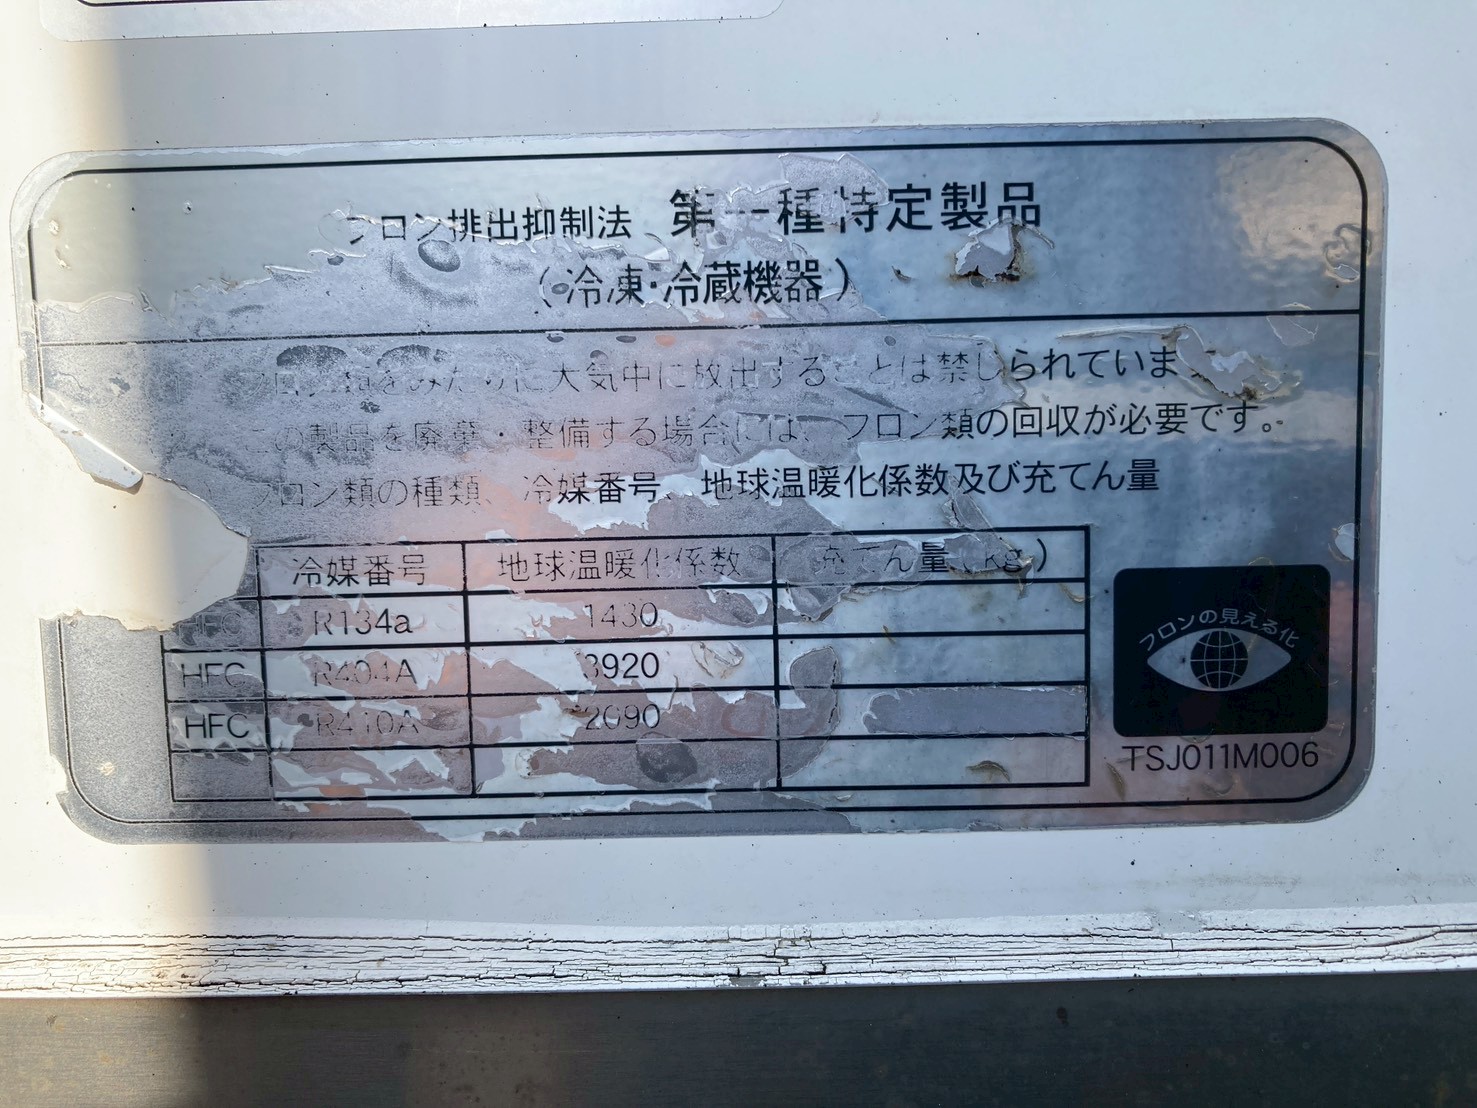 フロン排出抑制法 第一種特定製品
(冷凍・冷蔵機器)
フロン類をみだりに大気中に放出することは禁じられていま
この製品を廃棄・整備する場合には、フロン類の回収が必要です。
フロン類の種類、冷媒番号、地球温暖化係数及び充てん量
冷媒番号 地球温暖化係数 充てん量(kg)
HFC R134a 1430
HFC R404A 3920
HFC R410A 2090
フロンの見える化
TSJ011M006